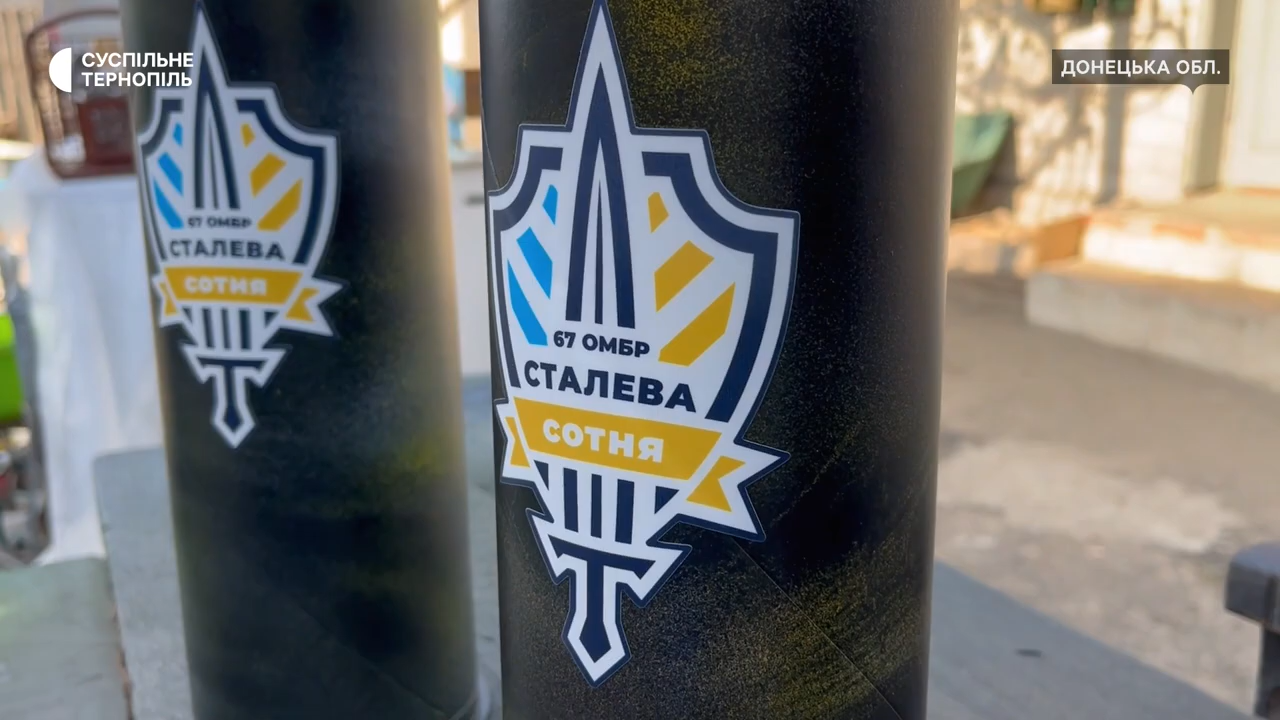 СУСПІЛЬНЕ
ТЕРНОПІЛЬ
ДОНЕЦЬКА ОБЛ.
67 ОМБР
СТАЛЕВА
СОТНЯ
67 ОМБР
СТАЛЕВА
СОТНЯ